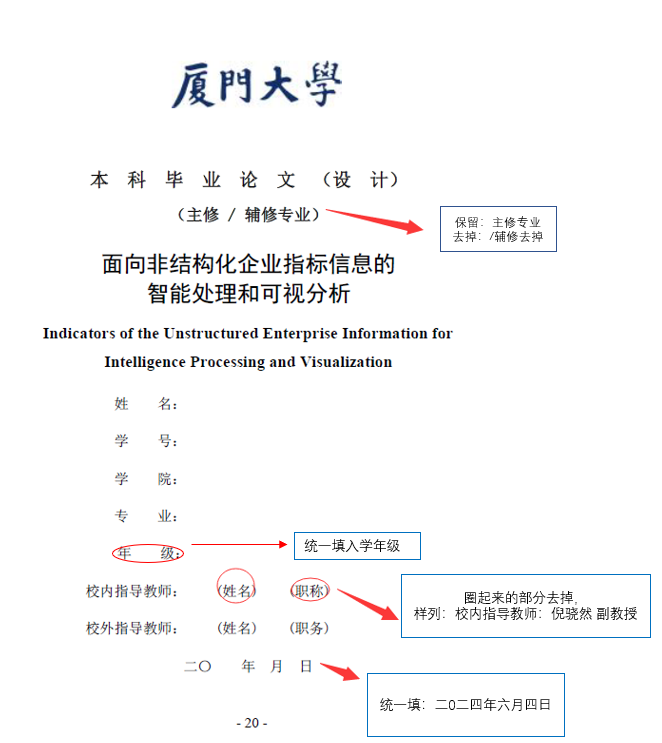 厦門大學
本 科 毕 业 论 文 （设 计）
（主修 / 辅修专业）
保留：主修专业
去掉：/辅修去掉
面向非结构化企业指标信息的
智能处理和可视分析
Indicators of the Unstructured Enterprise Information for
Intelligence Processing and Visualization
姓 名：
学 号：
学 院：
专 业：
年 级：
统一填入学年级
校内指导教师： (姓名) (职称)
圈起来的部分去掉，
样列：校内指导教师：倪骁然 副教授
校外指导教师： (姓名) (职务)
二〇 年 月 日
统一填：二0二四年六月四日
- 20 -